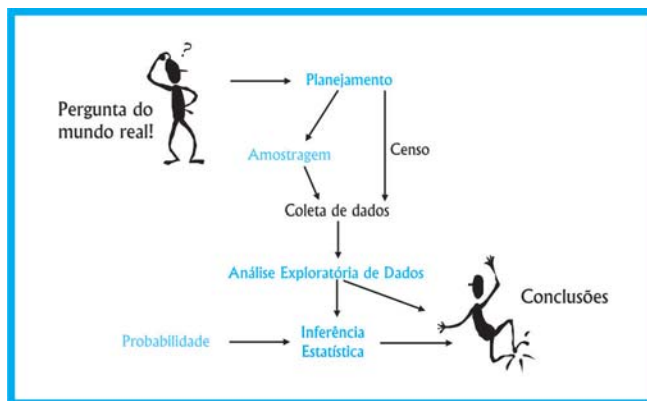 ?
Pergunta do
mundo real!
Planejamento
Amostragem
Censo
Coleta de dados
Análise Exploratória de Dados
Conclusões
Probabilidade
Inferência
Estatística